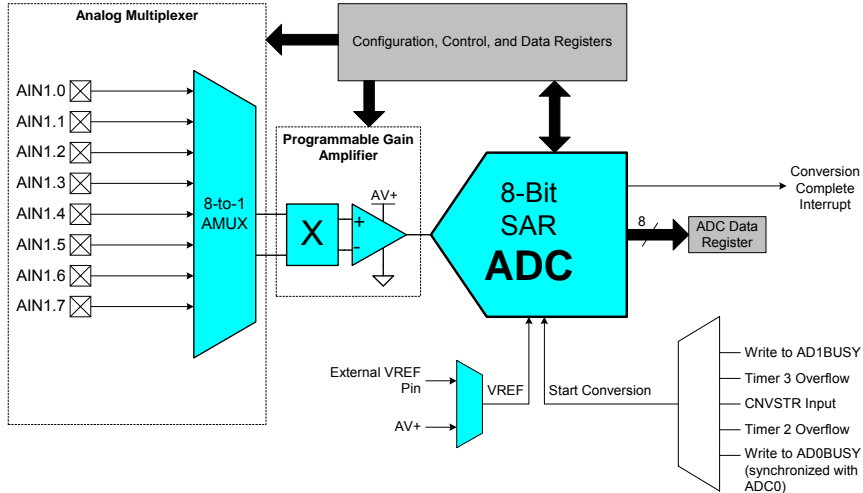 Analog Multiplexer
Configuration, Control, and Data Registers
AIN1.0
AIN1.1
AIN1.2
AIN1.3
AIN1.4
AIN1.5
AIN1.6
AIN1.7
8-to-1
AMUX
Programmable Gain
Amplifier
X
AV+
+
-
8-Bit
SAR
ADC
Conversion
Complete
Interrupt
8
ADC Data
Register
External VREF
Pin
AV+
VREF
Start Conversion
Write to AD1BUSY
Timer 3 Overflow
CNVSTR Input
Timer 2 Overflow
Write to AD0BUSY
(synchronized with
ADC0)